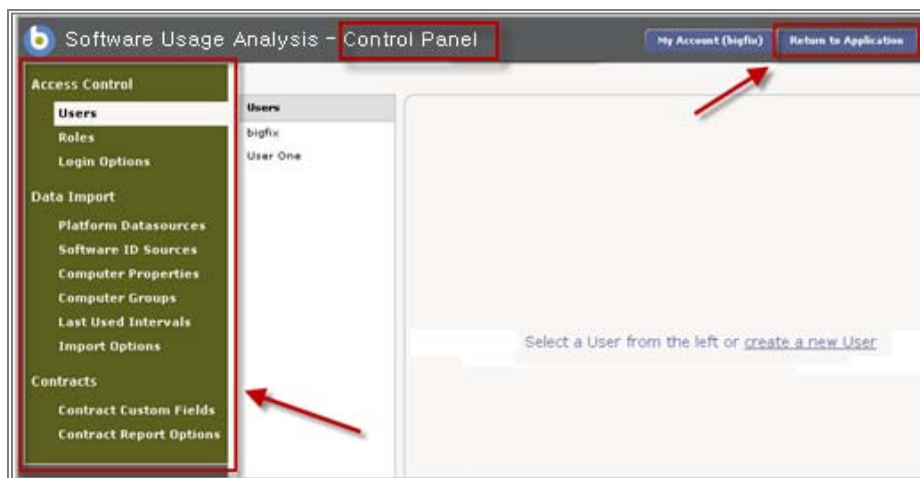 Software Usage Analysis – Control Panel
My Account (bigfix)
Return to Application
Access Control
Users
Roles
Login Options
Data Import
Platform Datasources
Software ID Sources
Computer Properties
Computer Groups
Last Used Intervals
Import Options
Contracts
Contract Custom Fields
Contract Report Options
Users
bigfix
User One
Select a User from the left or create a new User